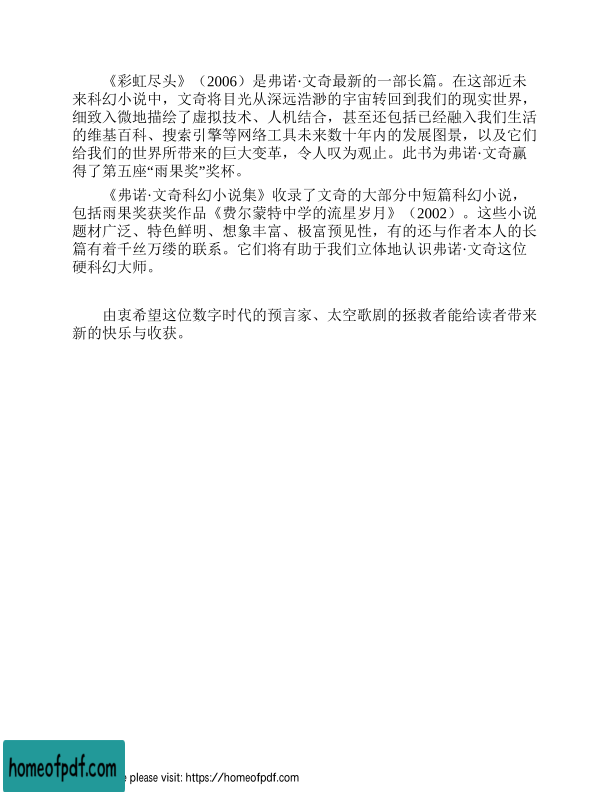 《彩虹尽头》（2006）是弗诺·文奇最新的一部长篇。在这部近未
来科幻小说中，文奇将目光从深远浩渺的宇宙转回到我们的现实世界，
细致入微地描绘了虚拟技术、人机结合，甚至还包括已经融入我们生活
的维基百科、搜索引擎等网络工具未来数十年内的发展图景，以及它们
给我们的世界所带来的巨大变革，令人叹为观止。此书为弗诺·文奇赢
得了第五座“雨果奖”奖杯。
《弗诺·文奇科幻小说集》收录了文奇的大部分中短篇科幻小说，
包括雨果奖获奖作品《费尔蒙特中学的流星岁月》（2002）。这些小说
题材广泛、特色鲜明、想象丰富、极富预见性，有的还与作者本人的长
篇有着千丝万缕的联系。它们将有助于我们立体地认识弗诺·文奇这位
硬科幻大师。
由衷希望这位数字时代的预言家、太空歌剧的拯救者能给读者带来
新的快乐与收获。
homeofpdf.com
please visit: https://homeofpdf.com